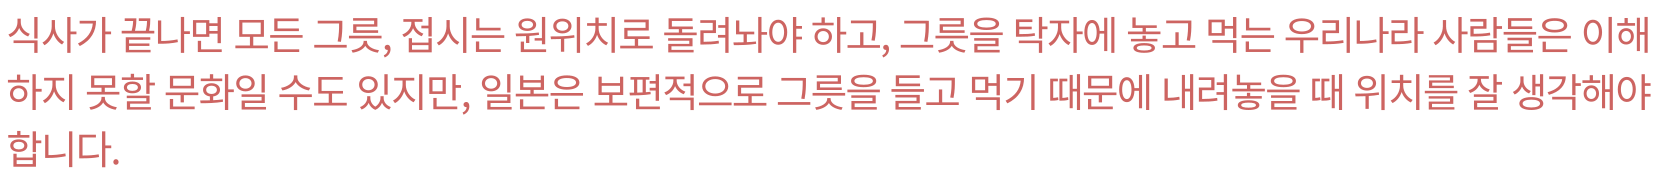 식사가 끝나면 모든 그릇, 접시는 원위치로 돌려놔야 하고, 그릇을 탁자에 놓고 먹는 우리나라 사람들은 이해
하지 못할 문화일 수도 있지만, 일본은 보편적으로 그릇을 들고 먹기 때문에 내려놓을 때 위치를 잘 생각해야
합니다.